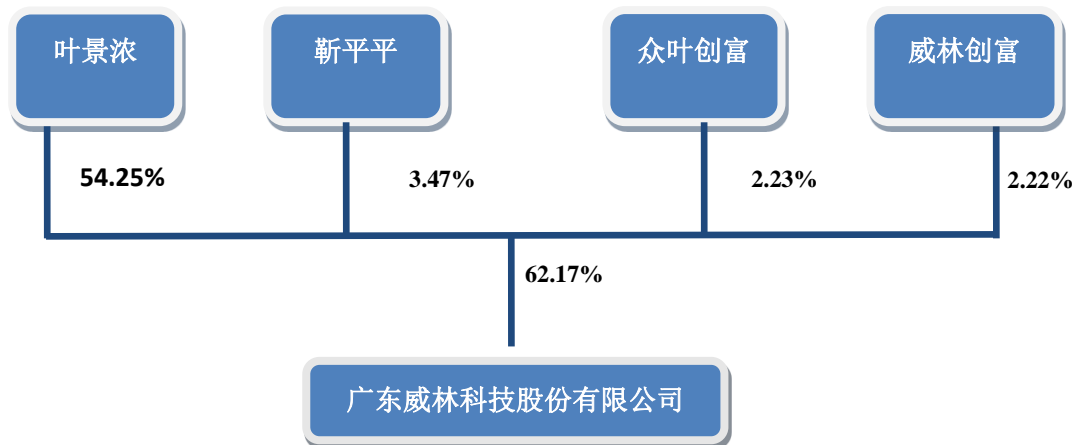 叶景浓
靳平平
众叶创富
威林创富
54.25%
3.47%
2.23%
2.22%
62.17%
广东威林科技股份有限公司